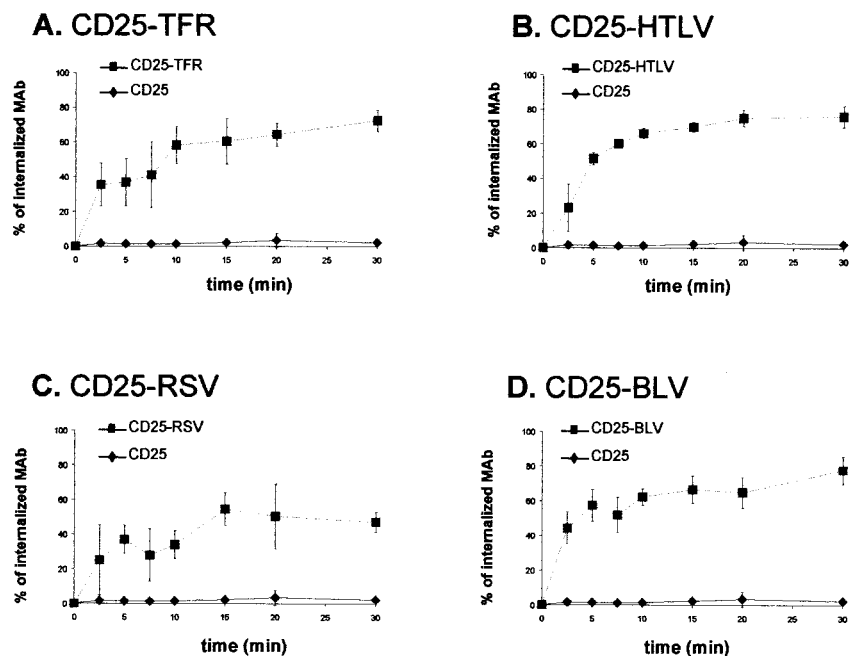 A. CD25-TFR
CD25-TFR
CD25
% of internalized MAb
100
80
60
40
20
0
0 5 10 15 20 25 30
time (min)
B. CD25-HTLV
CD25-HTLV
CD25
% of internalized MAb
100
80
60
40
20
0
0 5 10 15 20 25 30
time (min)
C. CD25-RSV
CD25-RSV
CD25
% of internalized MAb
100
80
60
40
20
0
0 5 10 15 20 25 30
time (min)
D. CD25-BLV
CD25-BLV
CD25
% of internalized MAb
100
80
60
40
20
0
0 5 10 15 20 25 30
time (min)